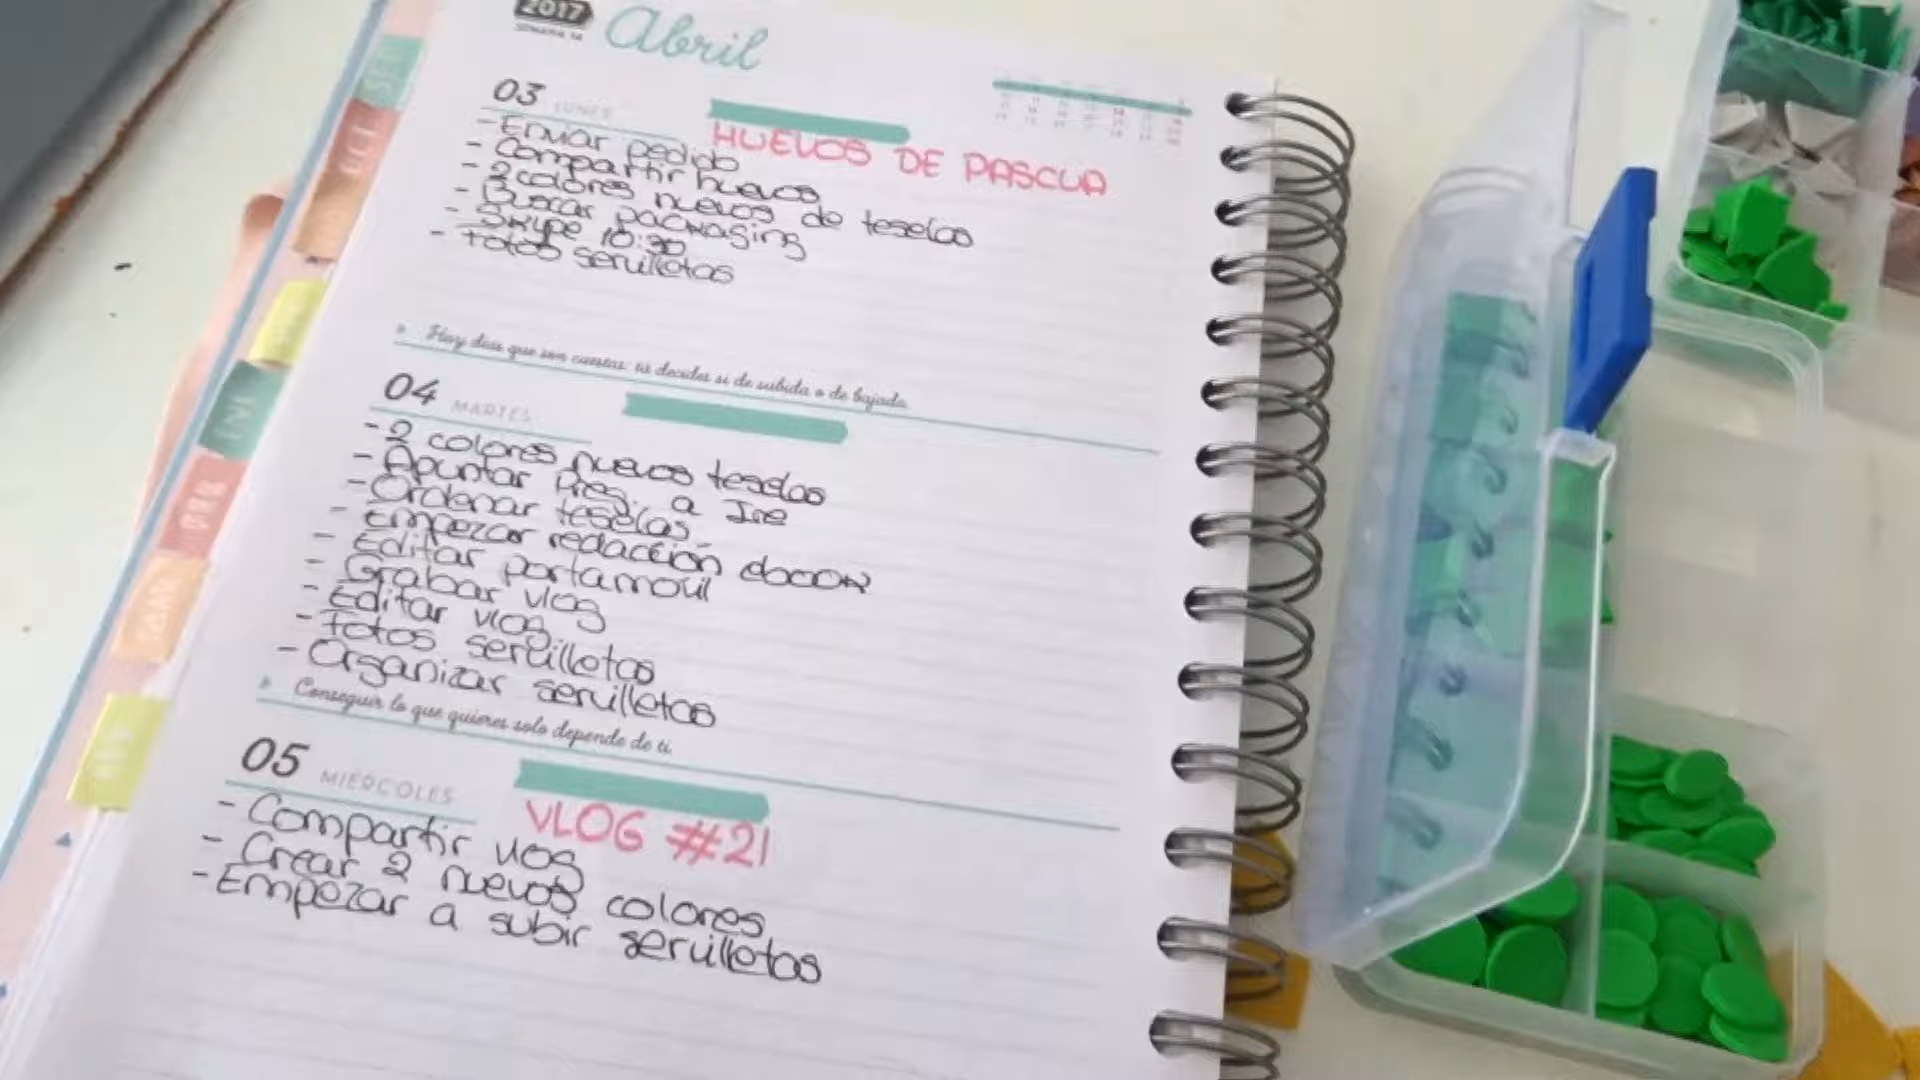 2017
SEMANA 14
Abril
03 LUNES
HUEVOS DE PASCUA
- Enviar pedido
- Compartir huevos
- 2 colores nuevos de teselas
- Buscar packaging
- Skype 10:30
- Fotos servilletas
Hay días que son cuestas: tú decides si de subida o de bajada
04 MARTES
- 2 colores nuevos teselas
- Apuntar preg. a Ire
- Ordenar teselas
- Empezar redacción
- Editar portamovil
- Grabar vlog
- Editar vlog
- Fotos servilletas
- Organizar servilletas
Conseguir lo que quieres solo depende de ti
05 MIÉRCOLES
VLOG #21
- Compartir vlog
- Crear 2 nuevos colores
- Empezar a subir servilletas